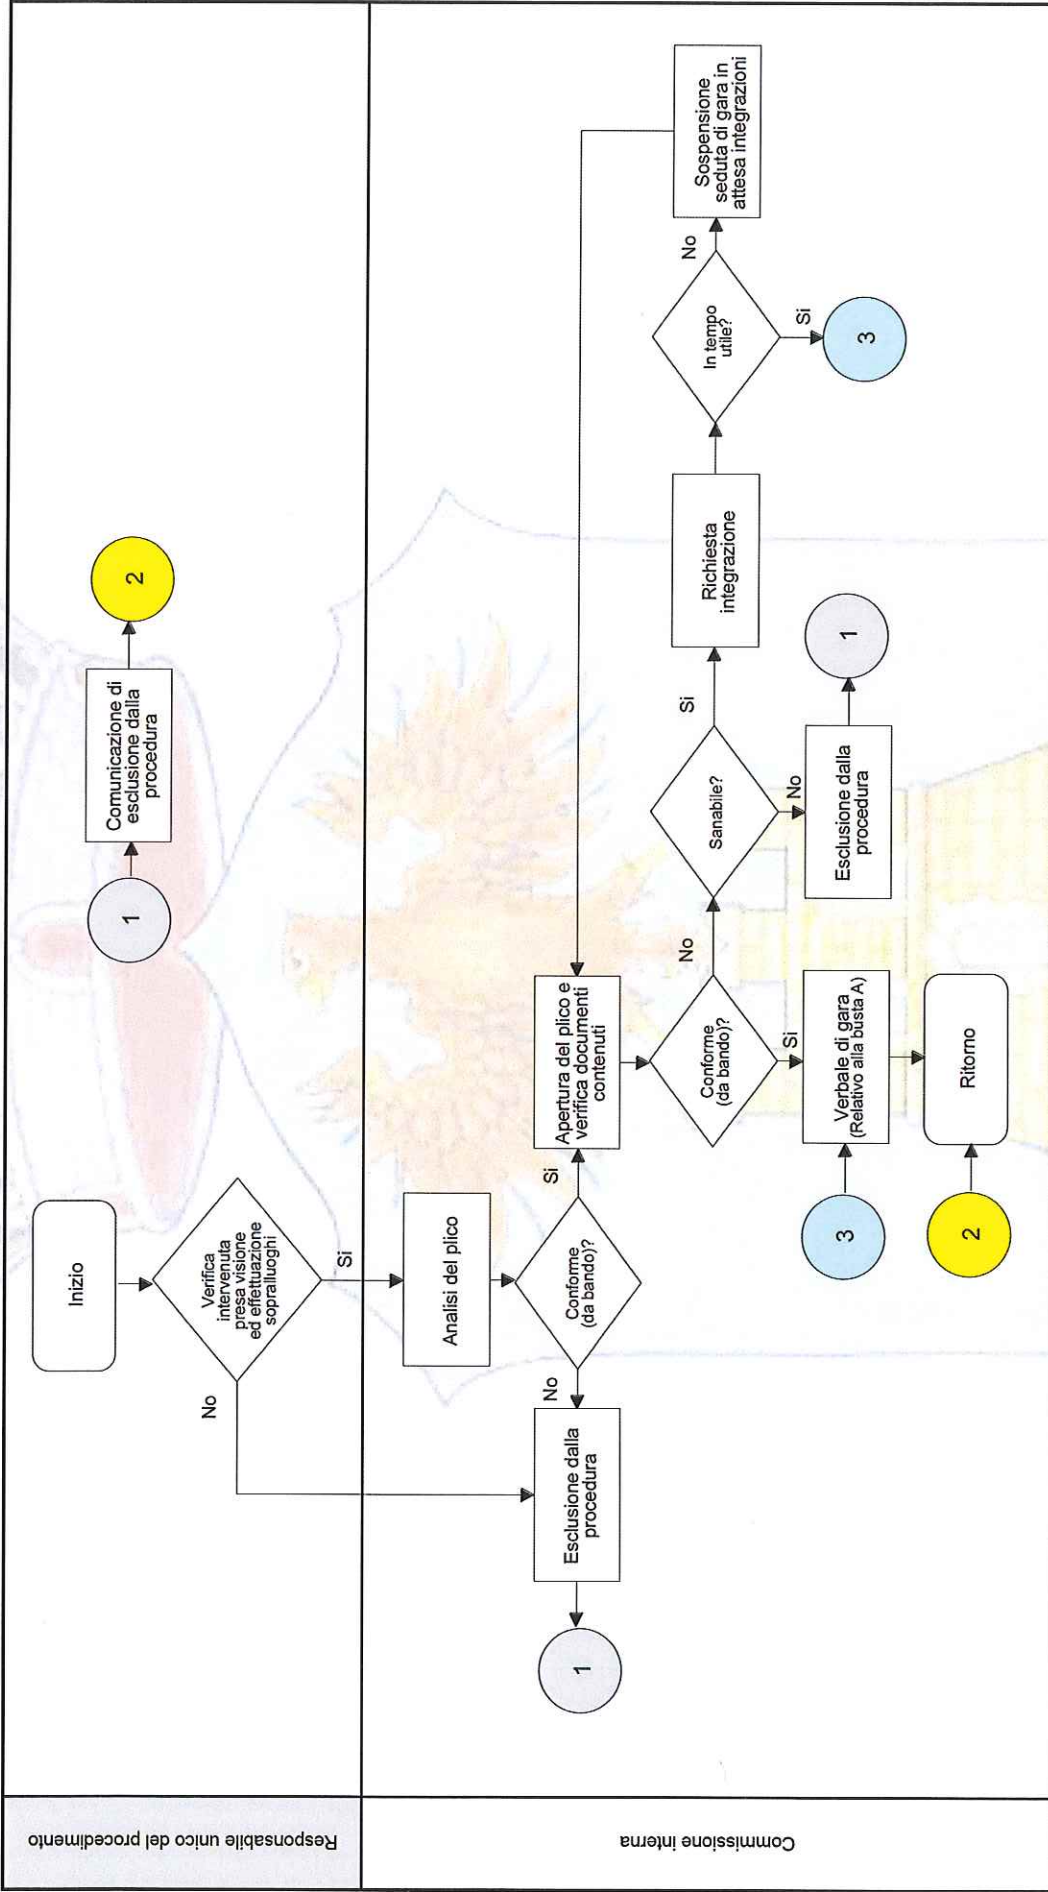 Responsabile unico del procedimento
Inizio
Verifica
intervenuta
presa visione
ed effettuazione
sopralluoghi
No
Si
1
Comunicazione di
esclusione dalla
procedura
2
Commissione interna
Analisi del plico
Conforme
(da bando)?
No
Si
Esclusione dalla
procedura
1
Apertura del plico e
verifica documenti
contenuti
Conforme
(da bando)?
No
Si
Sanabile?
Si
No
Richiesta
integrazione
In tempo
utile?
No
Si
Sospensione
seduta di gara in
attesa integrazioni
3
Esclusione dalla
procedura
1
3
Verbale di gara
(Relativo alla busta A)
2
Ritorno